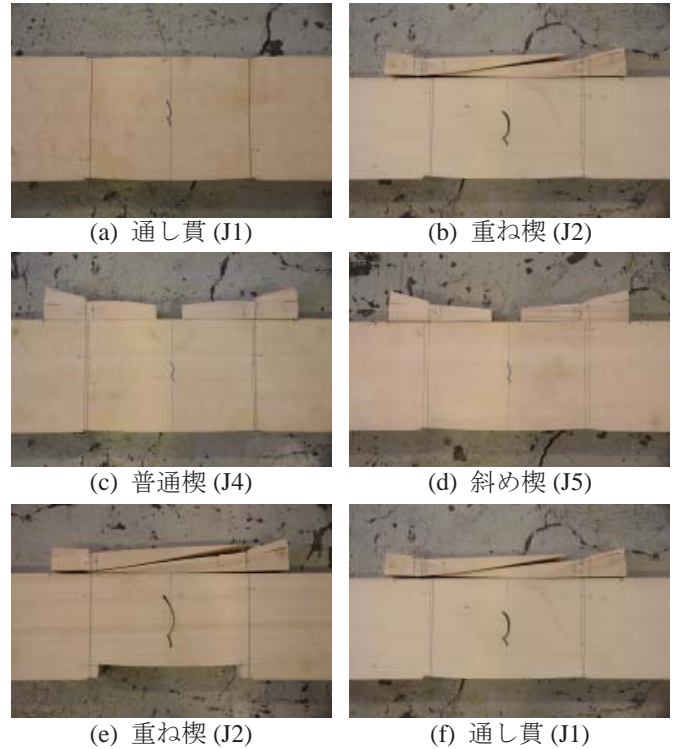 (a) 通し貫 (J1)
(b) 重ね楔 (J2)
(c) 普通楔 (J4)
(d) 斜め楔 (J5)
(e) 重ね楔 (J2)
(f) 通し貫 (J1)